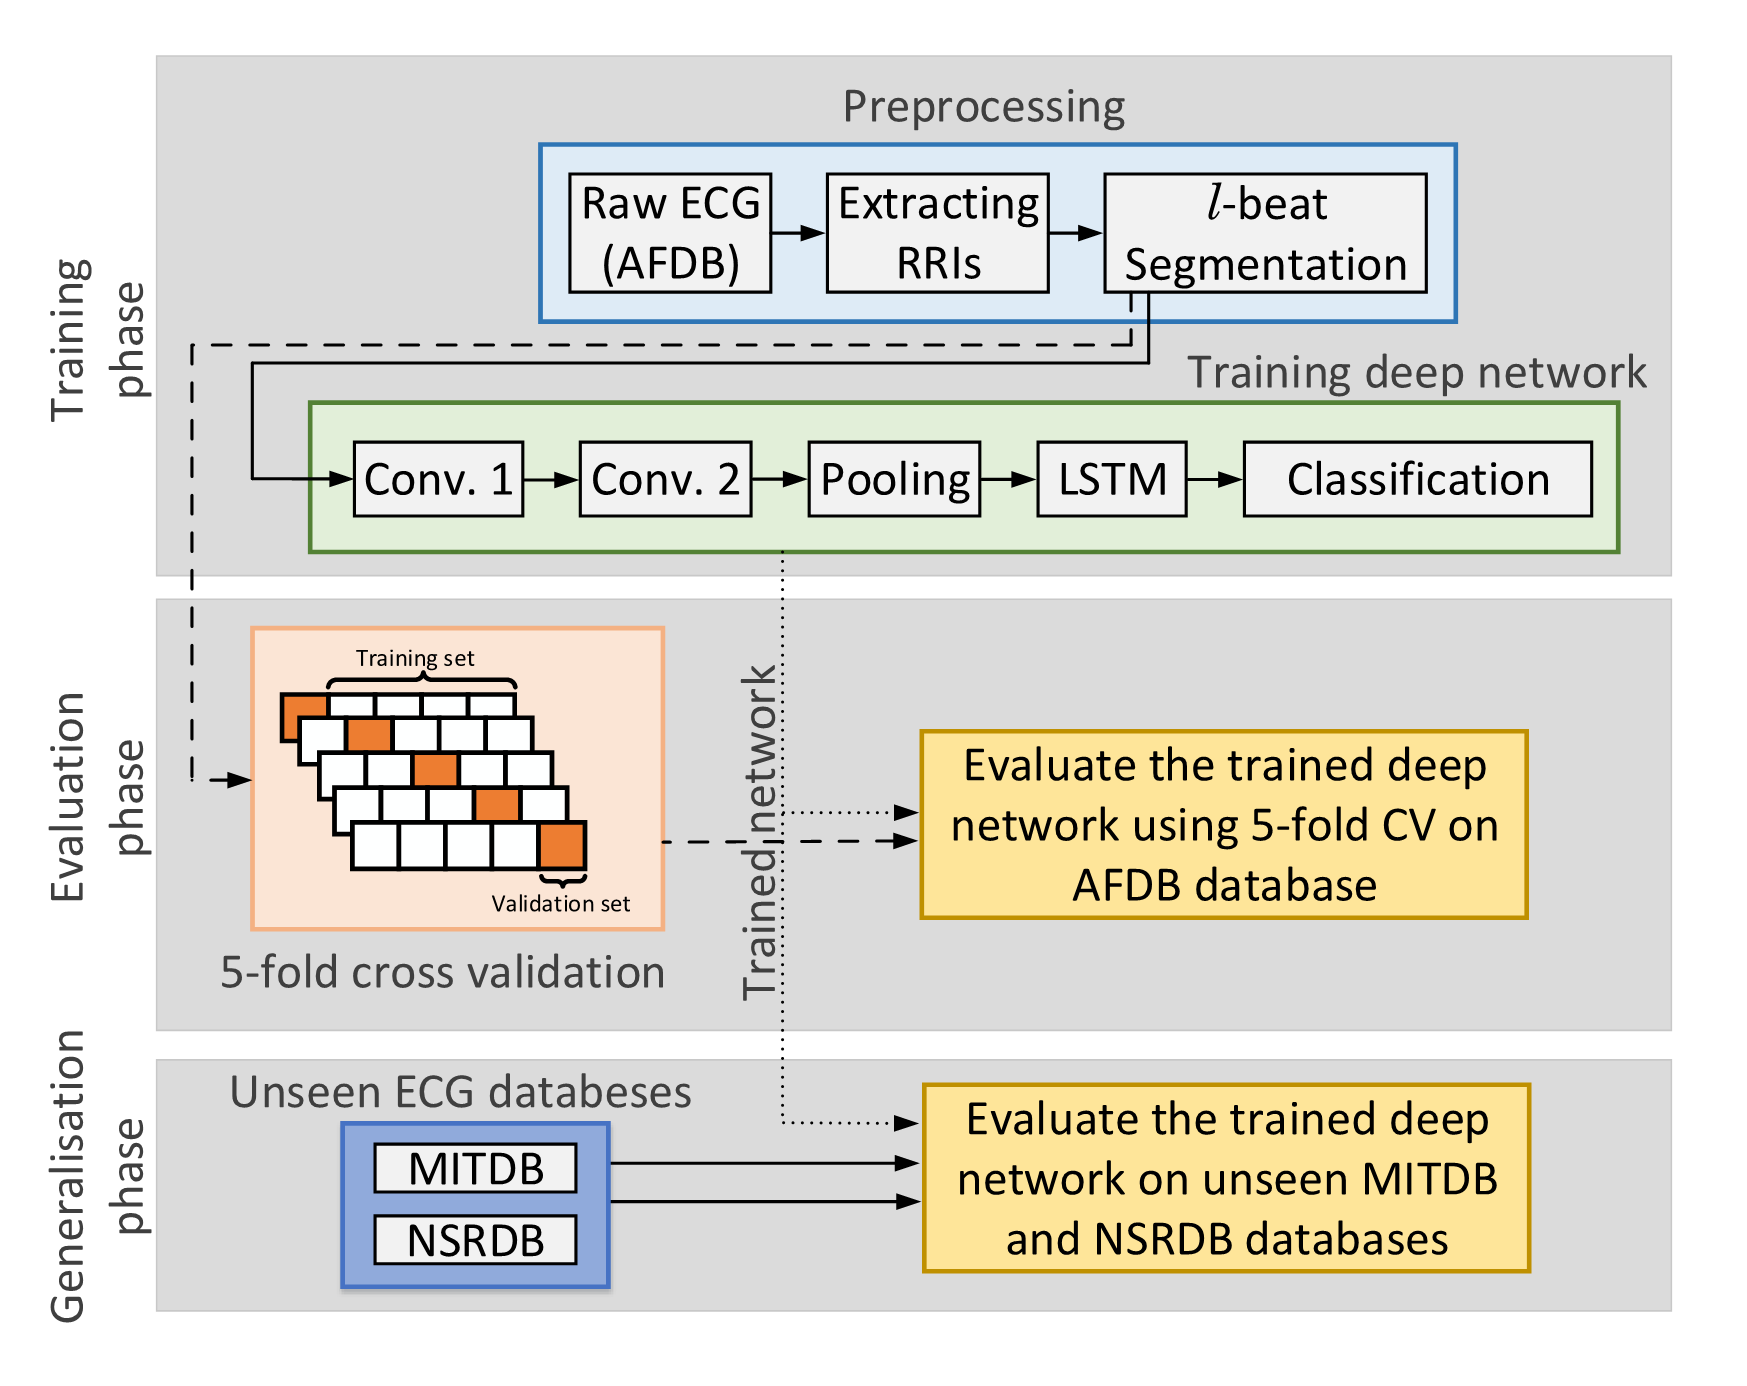 Preprocessing
Raw ECG
(AFDB)
Extracting
RRIs
l-beat
Segmentation
Training
phase
Training deep network
Conv. 1
Conv. 2
Pooling
LSTM
Classification
Evaluation
phase
Training set
Validation set
5-fold cross validation
Trained network
Evaluate the trained deep
network using 5-fold CV on
AFDB database
Generalisation
phase
Unseen ECG databeses
MITDB
NSRDB
Evaluate the trained deep
network on unseen MITDB
and NSRDB databases